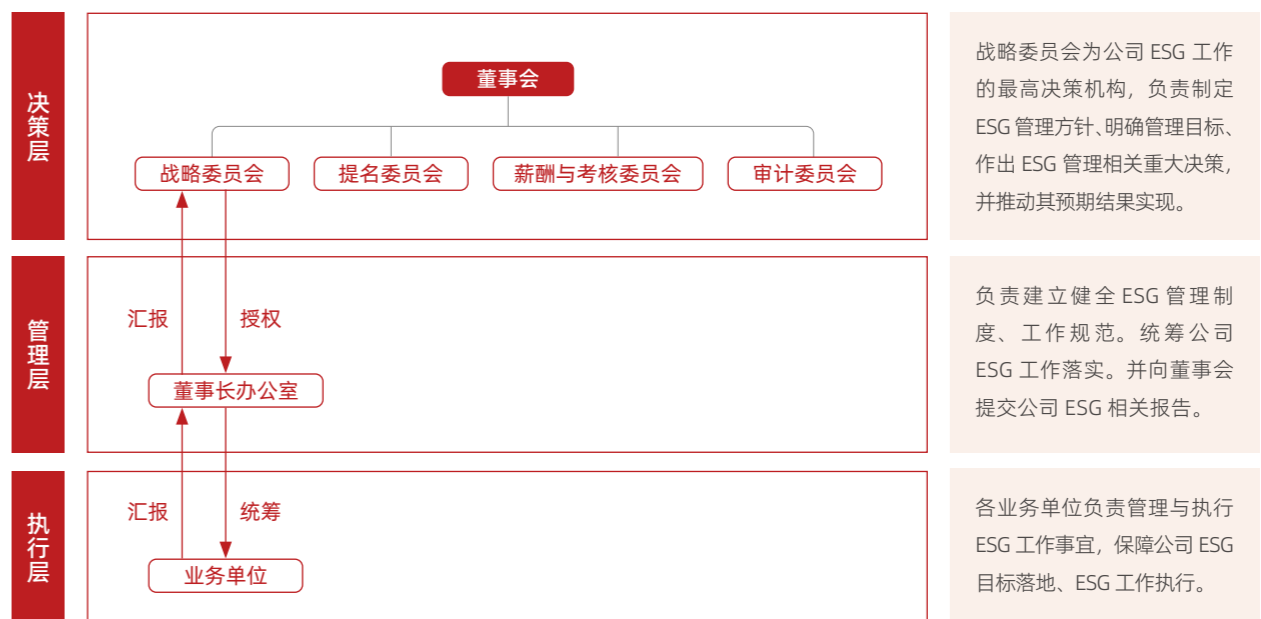 决策层
董事会
战略委员会
提名委员会
薪酬与考核委员会
审计委员会
战略委员会为公司 ESG 工作
的最高决策机构，负责制定
ESG 管理方针、明确管理目标、
作出 ESG 管理相关重大决策，
并推动其预期结果实现。
管理层
汇报
授权
董事长办公室
负责建立健全 ESG 管理制
度、工作规范。统筹公司
ESG 工作落实。并向董事会
提交公司 ESG 相关报告。
执行层
汇报
统筹
业务单位
各业务单位负责管理与执行
ESG 工作事宜，保障公司 ESG
目标落地、ESG 工作执行。